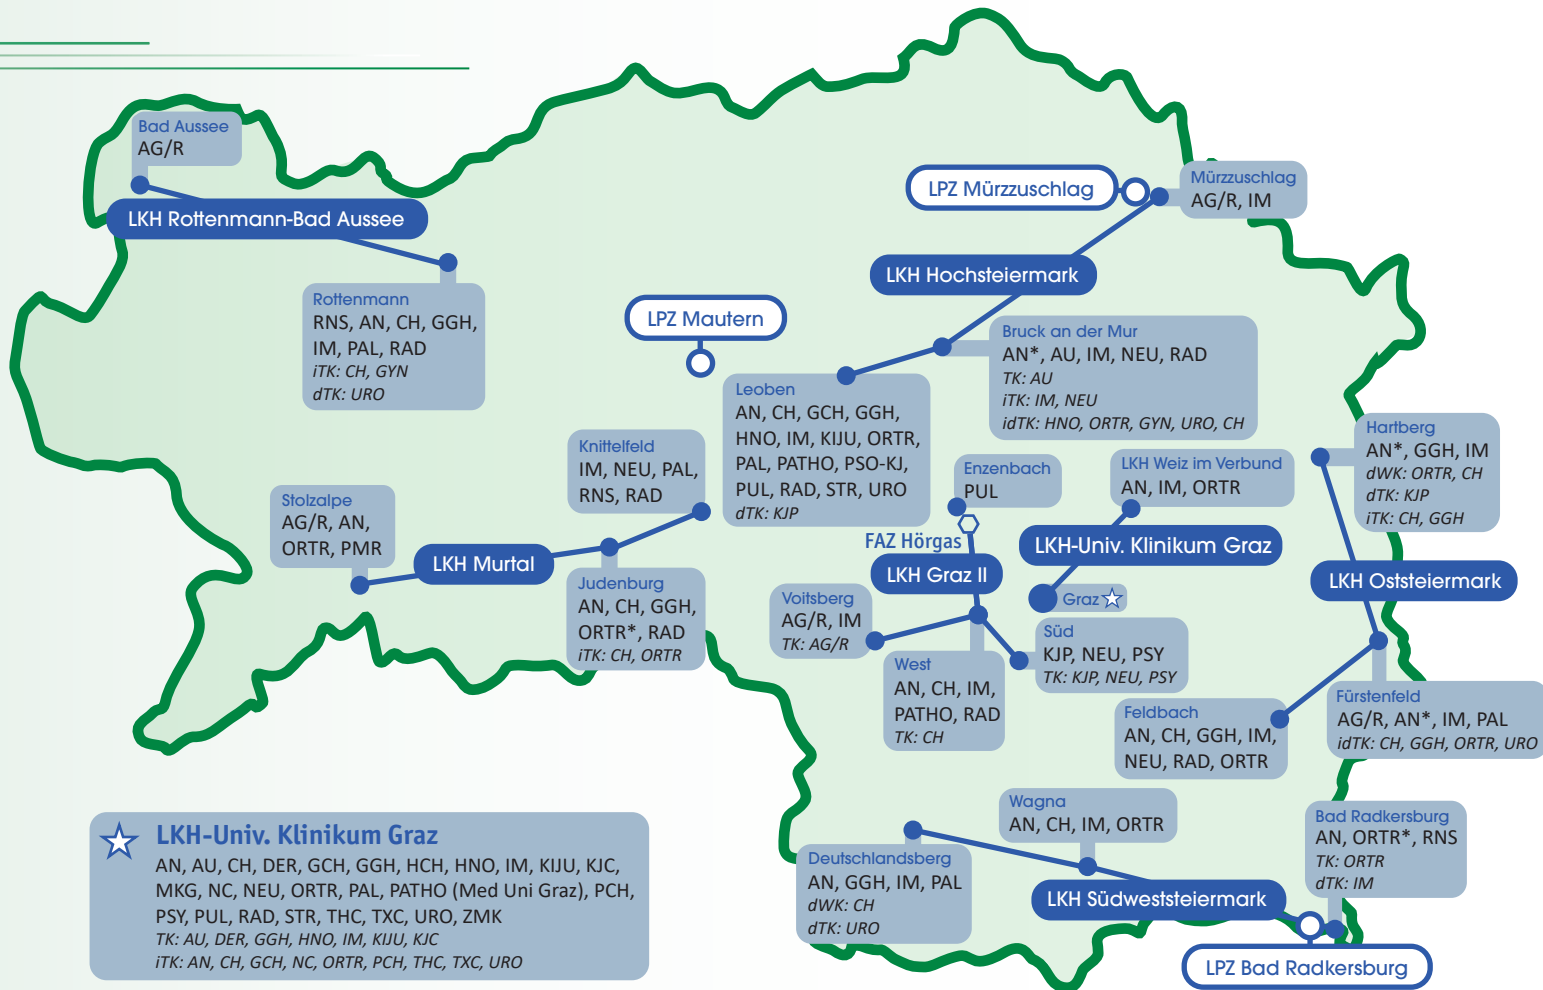 Bad Aussee
AG/R
LKH Rottenmann-Bad Aussee
Rottenmann
RNS, AN, CH, GGH,
IM, PAL, RAD
iTK: CH, GYN
dTK: URO
LPZ Mürzzuschlag
Mürzzuschlag
AG/R, IM
LKH Hochsteiermark
LPZ Mautern
Bruck an der Mur
AN*, AU, IM, NEU, RAD
TK: AU
iTK: IM, NEU
idTK: HNO, ORTR, GYN, URO, CH
Leoben
AN, CH, GCH, GGH,
HNO, IM, KIJU, ORTR,
PAL, PATHO, PSO-KJ,
PUL, RAD, STR, URO
dTK: KJP
Knittelfeld
IM, NEU, PAL,
RNS, RAD
Stolzalpe
AG/R, AN,
ORTR, PMR
LKH Murtal
Judenburg
AN, CH, GGH,
ORTR*, RAD
iTK: CH, ORTR
Enzenbach
PUL
FAZ Hörgas
LKH Graz II
LKH Weiz im Verbund
AN, IM, ORTR
LKH-Univ. Klinikum Graz
Graz
Hartberg
AN*, GGH, IM
dWK: ORTR, CH
dTK: KJP
iTK: CH, GGH
LKH Oststeiermark
Voitsberg
AG/R, IM
TK: AG/R
West
AN, CH, IM,
PATHO, RAD
TK: CH
Süd
KJP, NEU, PSY
TK: KJP, NEU, PSY
Feldbach
AN, CH, GGH, IM,
NEU, RAD, ORTR
Fürstenfeld
AG/R, AN*, IM, PAL
idTK: CH, GGH, ORTR, URO
Wagna
AN, CH, IM, ORTR
Deutschlandsberg
AN, GGH, IM, PAL
dWK: CH
dTK: URO
LKH Südweststeiermark
Bad Radkersburg
AN, ORTR*, RNS
TK: ORTR
dTK: IM
LPZ Bad Radkersburg
LKH-Univ. Klinikum Graz
AN, AU, CH, DER, GCH, GGH, HCH, HNO, IM, KIJU, KJC,
MKG, NC, NEU, ORTR, PAL, PATHO (Med Uni Graz), PCH,
PSY, PUL, RAD, STR, THC, TXC, URO, ZMK
TK: AU, DER, GGH, HNO, IM, KIJU, KJC
iTK: AN, CH, GCH, NC, ORTR, PCH, THC, TXC, URO